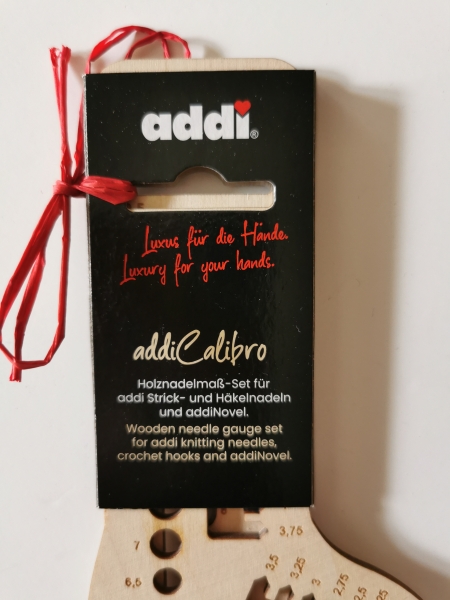 addi®
Luxus für die Hände.
Luxury for your hands.
addiCalibro
Holznadelmaß-Set für
addi Strick- und Häkelnadeln
und addiNovel.
Wooden needle gauge set
for addi knitting needles,
crochet hooks and addiNovel.
7
6,5
3,75
3,5
3,25
3
2,75
2,5